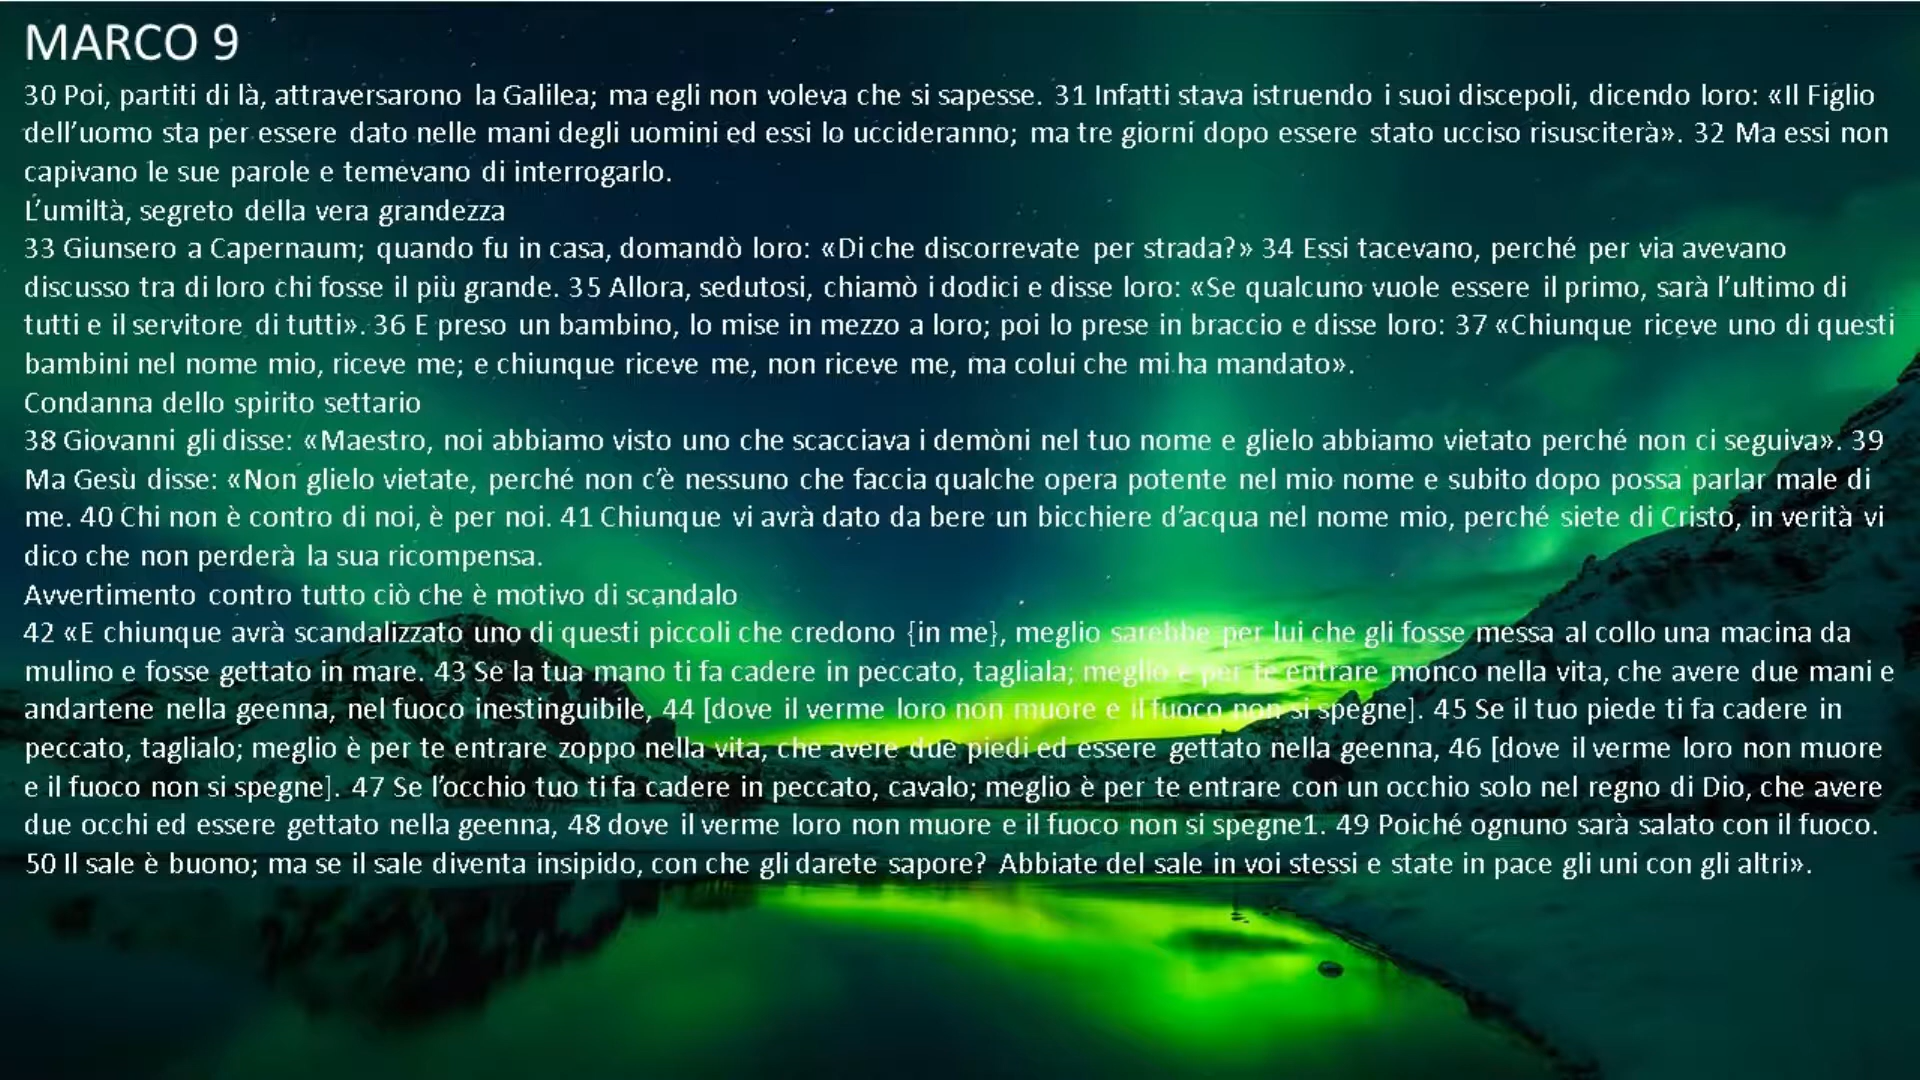 MARCO 9
30 Poi, partiti di là, attraversarono la Galilea; ma egli non voleva che si sapesse. 31 Infatti stava istruendo i suoi discepoli, dicendo loro: «Il Figlio
dell’uomo sta per essere dato nelle mani degli uomini ed essi lo uccideranno; ma tre giorni dopo essere stato ucciso risusciterà». 32 Ma essi non
capivano le sue parole e temevano di interrogarlo.
L’umiltà, segreto della vera grandezza
33 Giunsero a Capernaum; quando fu in casa, domandò loro: «Di che discorrevate per strada?» 34 Essi tacevano, perché per via avevano
discusso tra di loro chi fosse il più grande. 35 Allora, sedutosi, chiamò i dodici e disse loro: «Se qualcuno vuole essere il primo, sarà l’ultimo di
tutti e il servitore di tutti». 36 E preso un bambino, lo mise in mezzo a loro; poi lo prese in braccio e disse loro: 37 «Chiunque riceve uno di questi
bambini nel nome mio, riceve me; e chiunque riceve me, non riceve me, ma colui che mi ha mandato».
Condanna dello spirito settario
38 Giovanni gli disse: «Maestro, noi abbiamo visto uno che scacciava i demòni nel tuo nome e glielo abbiamo vietato perché non ci seguiva». 39
Ma Gesù disse: «Non glielo vietate, perché non c’è nessuno che faccia qualche opera potente nel mio nome e subito dopo possa parlar male di
me. 40 Chi non è contro di noi, è per noi. 41 Chiunque vi avrà dato da bere un bicchiere d’acqua nel nome mio, perché siete di Cristo, in verità vi
dico che non perderà la sua ricompensa.
Avvertimento contro tutto ciò che è motivo di scandalo
42 «E chiunque avrà scandalizzato uno di questi piccoli che credono {in me}, meglio sarebbe per lui che gli fosse messa al collo una macina da
mulino e fosse gettato in mare. 43 Se la tua mano ti fa cadere in peccato, tagliala; meglio è per te entrare monco nella vita, che avere due mani e
andartene nella geenna, nel fuoco inestinguibile, 44 [dove il verme loro non muore e il fuoco non si spegne]. 45 Se il tuo piede ti fa cadere in
peccato, taglialo; meglio è per te entrare zoppo nella vita, che avere due piedi ed essere gettato nella geenna, 46 [dove il verme loro non muore
e il fuoco non si spegne]. 47 Se l’occhio tuo ti fa cadere in peccato, cavalo; meglio è per te entrare con un occhio solo nel regno di Dio, che avere
due occhi ed essere gettato nella geenna, 48 dove il verme loro non muore e il fuoco non si spegne1. 49 Poiché ognuno sarà salato con il fuoco.
50 Il sale è buono; ma se il sale diventa insipido, con che gli darete sapore? Abbiate del sale in voi stessi e state in pace gli uni con gli altri».